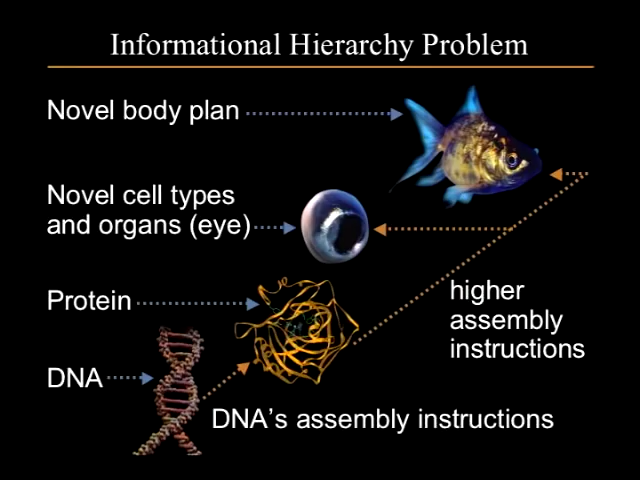 Informational Hierarchy Problem
Novel body plan
Novel cell types
and organs (eye)
Protein
higher
assembly
instructions
DNA
DNA’s assembly instructions